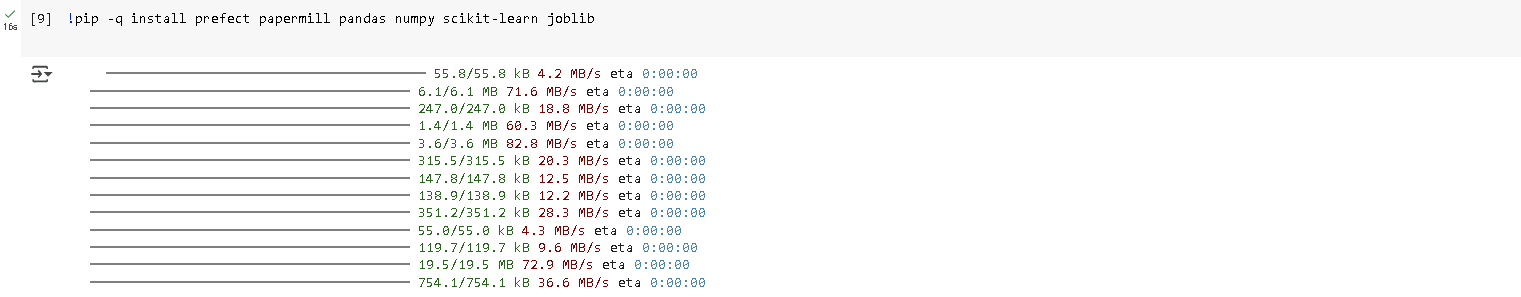 [9] !pip -q install prefect papermill pandas numpy scikit-learn joblib
16s
55.8/55.8 kB 4.2 MB/s eta 0:00:00
6.1/6.1 MB 71.6 MB/s eta 0:00:00
247.0/247.0 kB 18.8 MB/s eta 0:00:00
1.4/1.4 MB 60.3 MB/s eta 0:00:00
3.6/3.6 MB 82.8 MB/s eta 0:00:00
315.5/315.5 kB 20.3 MB/s eta 0:00:00
147.8/147.8 kB 12.5 MB/s eta 0:00:00
138.9/138.9 kB 12.2 MB/s eta 0:00:00
351.2/351.2 kB 28.3 MB/s eta 0:00:00
55.0/55.0 kB 4.3 MB/s eta 0:00:00
119.7/119.7 kB 9.6 MB/s eta 0:00:00
19.5/19.5 MB 72.9 MB/s eta 0:00:00
754.1/754.1 kB 36.6 MB/s eta 0:00:00